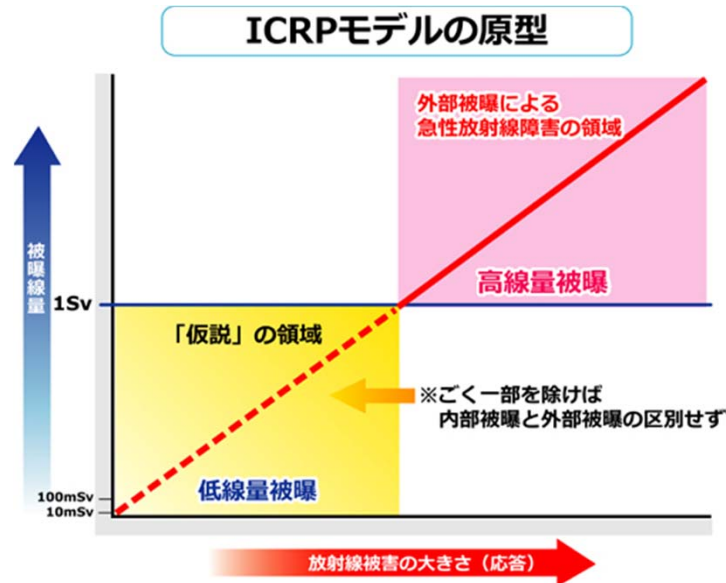 ICRPモデルの原型
外部被曝による
急性放射線障害の領域
被曝線量
高線量被曝
1Sv
「仮説」の領域
※ごく一部を除けば
内部被曝と外部被曝の区別せず
低線量被曝
100mSv
10mSv
放射線被害の大きさ（応答）